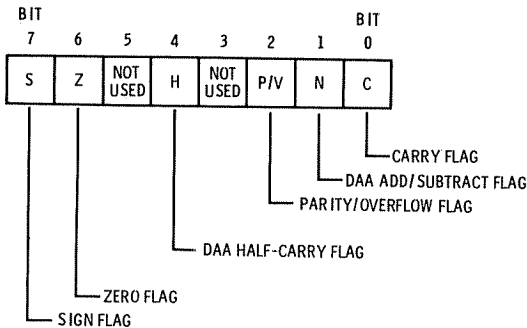 BIT BIT
7 6 5 4 3 2 1 0
S Z NOT USED H NOT USED P/V N C
CARRY FLAG
DAA ADD/SUBTRACT FLAG
PARITY/OVERFLOW FLAG
DAA HALF-CARRY FLAG
ZERO FLAG
SIGN FLAG